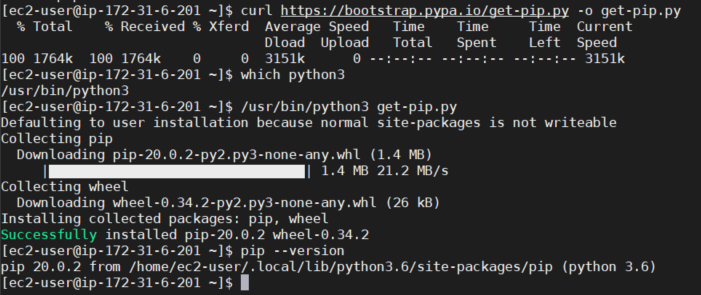 [ec2-user@ip-172-31-6-201 ~]$ curl https://bootstrap.pypa.io/get-pip.py -o get-pip.py
  % Total    % Received % Xferd  Average Speed   Time    Time     Time  Current
                                 Dload  Upload   Total   Spent    Left  Speed
100 1764k  100 1764k    0     0  3151k      0 --:--:-- --:--:-- --:--:-- 3151k
[ec2-user@ip-172-31-6-201 ~]$ which python3
/usr/bin/python3
[ec2-user@ip-172-31-6-201 ~]$ /usr/bin/python3 get-pip.py
Defaulting to user installation because normal site-packages is not writeable
Collecting pip
  Downloading pip-20.0.2-py2.py3-none-any.whl (1.4 MB)
     |████████████████████████████████| 1.4 MB 21.2 MB/s
Collecting wheel
  Downloading wheel-0.34.2-py2.py3-none-any.whl (26 kB)
Installing collected packages: pip, wheel
Successfully installed pip-20.0.2 wheel-0.34.2
[ec2-user@ip-172-31-6-201 ~]$ pip --version
pip 20.0.2 from /home/ec2-user/.local/lib/python3.6/site-packages/pip (python 3.6)
[ec2-user@ip-172-31-6-201 ~]$